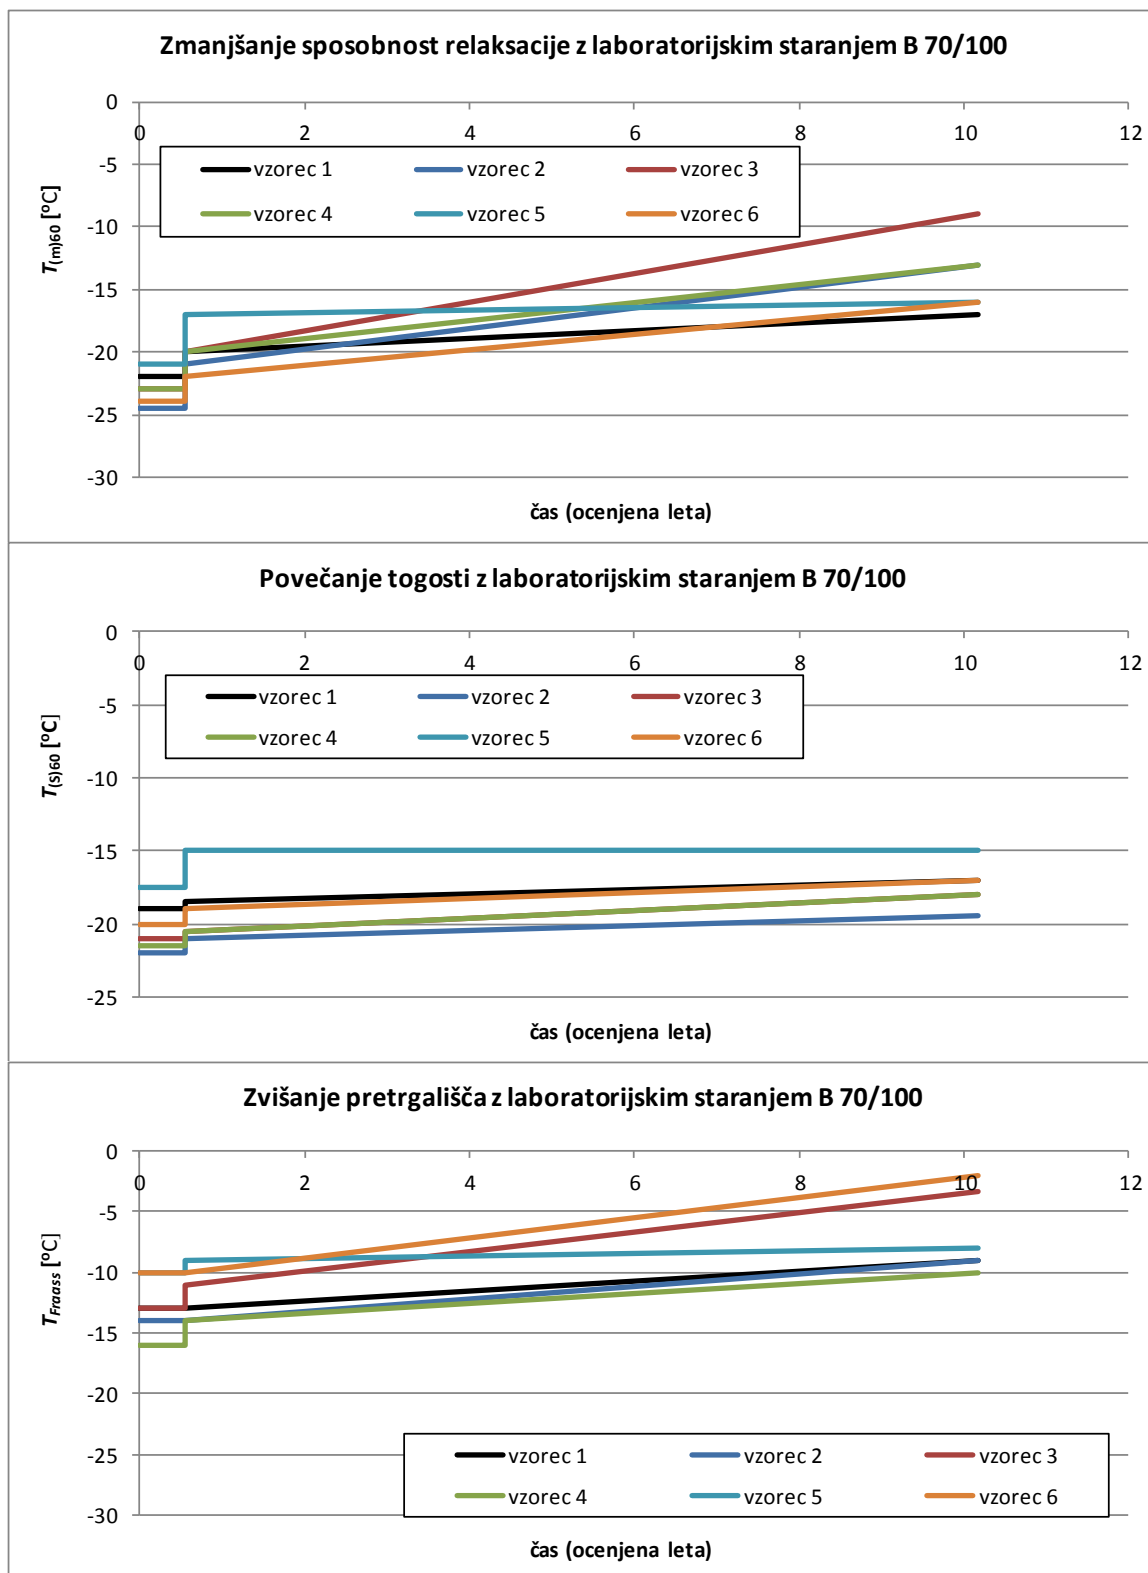 Zmanjšanje sposobnost relaksacije z laboratorijskim staranjem B 70/100
0
0 2 4 6 8 10 12
-5
vzorec 1 vzorec 2 vzorec 3
-10
vzorec 4 vzorec 5 vzorec 6
-15
-20
-25
-30
T(m)60 [ºC]
čas (ocenjena leta)
Povečanje togosti z laboratorijskim staranjem B 70/100
0
0 2 4 6 8 10 12
-5
vzorec 1 vzorec 2 vzorec 3
vzorec 4 vzorec 5 vzorec 6
-10
-15
-20
-25
T(S)60 [ºC]
čas (ocenjena leta)
Zvišanje pretrgališča z laboratorijskim staranjem B 70/100
0
0 2 4 6 8 10 12
-5
-10
-15
-20
-25
-30
TFraass [ºC]
vzorec 1 vzorec 2 vzorec 3
vzorec 4 vzorec 5 vzorec 6
čas (ocenjena leta)